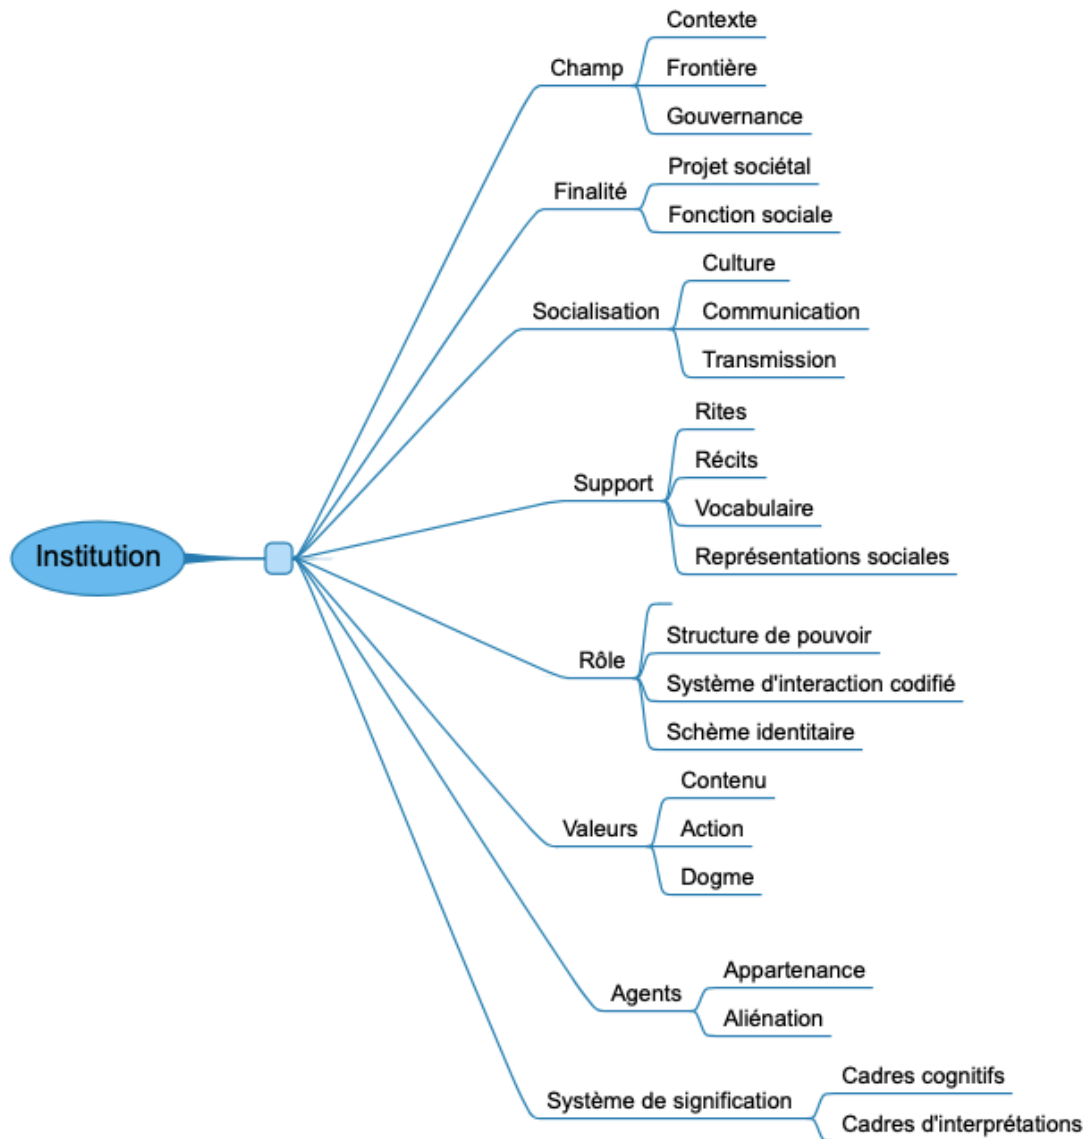 Contexte
Champ
Frontière
Gouvernance
Projet sociétal
Finalité
Fonction sociale
Culture
Socialisation
Communication
Transmission
Rites
Récits
Support
Vocabulaire
Institution
Représentations sociales
Structure de pouvoir
Rôle
Système d'interaction codifié
Schème identitaire
Contenu
Valeurs
Action
Dogme
Appartenance
Agents
Aliénation
Cadres cognitifs
Système de signification
Cadres d'interprétations